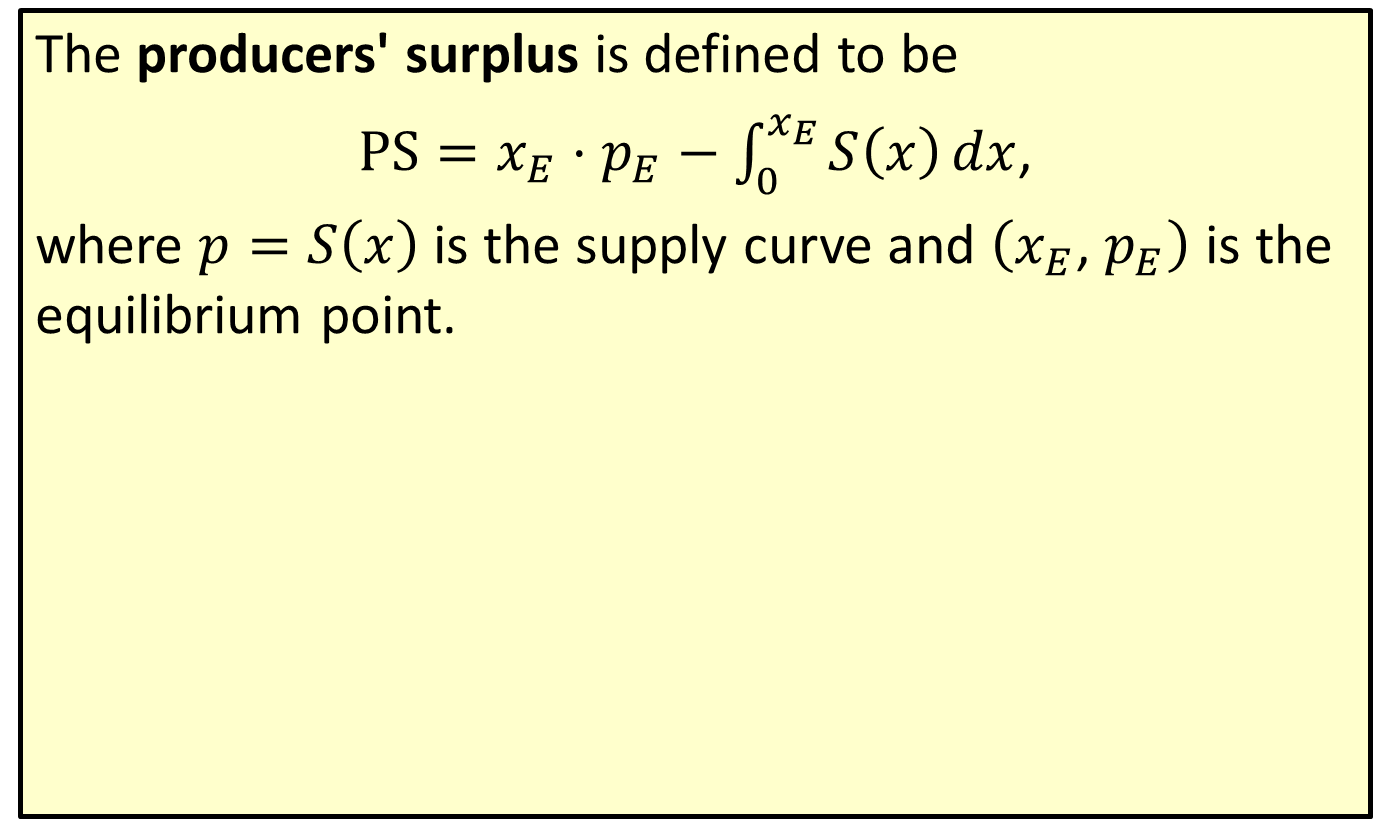 The producers' surplus is defined to be
PS = x_E · p_E − ∫_0^{x_E} S(x) dx,
where p = S(x) is the supply curve and (x_E, p_E) is the
equilibrium point.